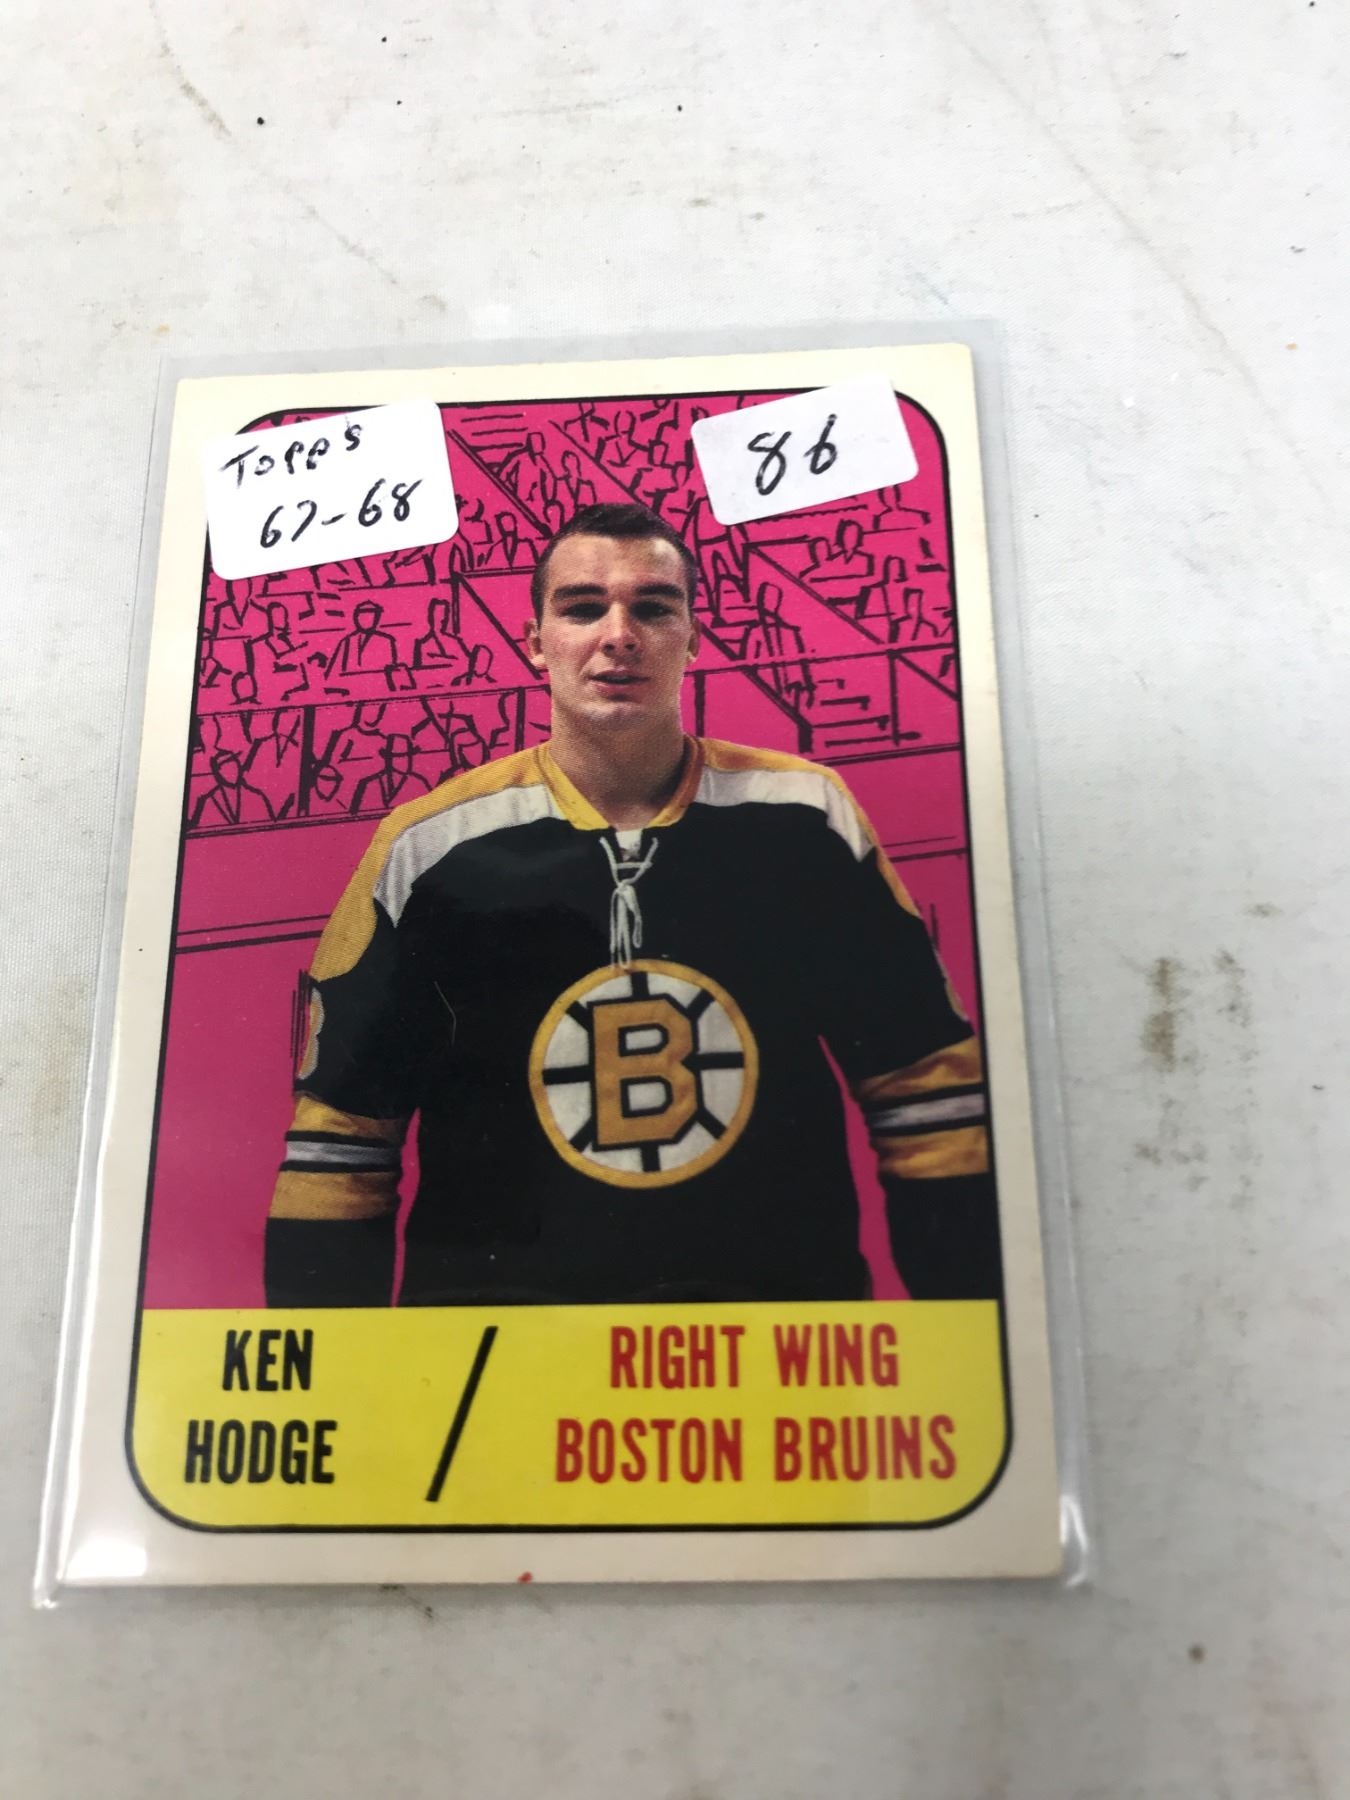 TOPPS
67-68
86
B
KEN
HODGE
/
RIGHT WING
BOSTON BRUINS